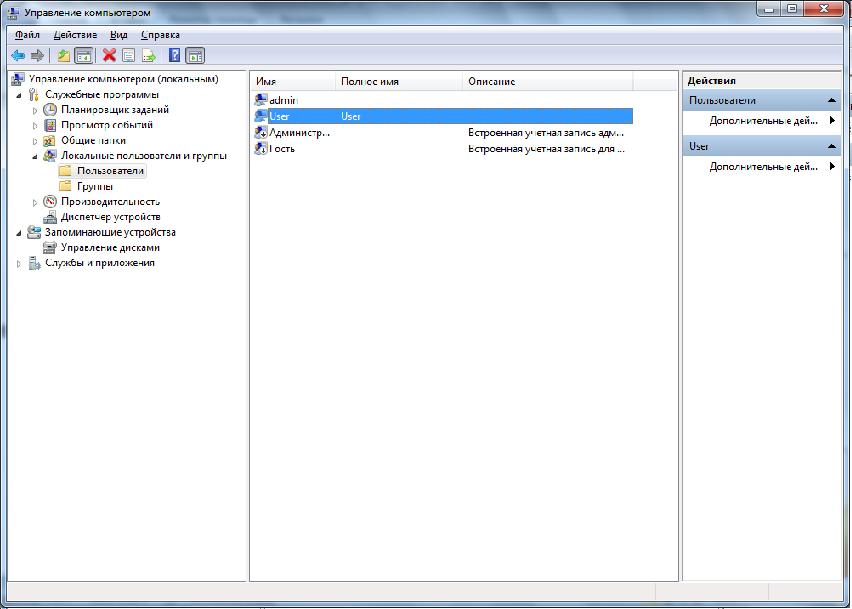 Управление компьютером
Файл Действие Вид Справка
Управление компьютером (локальным)
Служебные программы
Планировщик заданий
Просмотр событий
Общие папки
Локальные пользователи и группы
Пользователи
Группы
Производительность
Диспетчер устройств
Запоминающие устройства
Управление дисками
Службы и приложения
Имя Полное имя Описание
admin
User User
Администр... Встроенная учетная запись адм...
Гость Встроенная учетная запись для ...
Действия
Пользователи
Дополнительные дей...
User
Дополнительные дей...